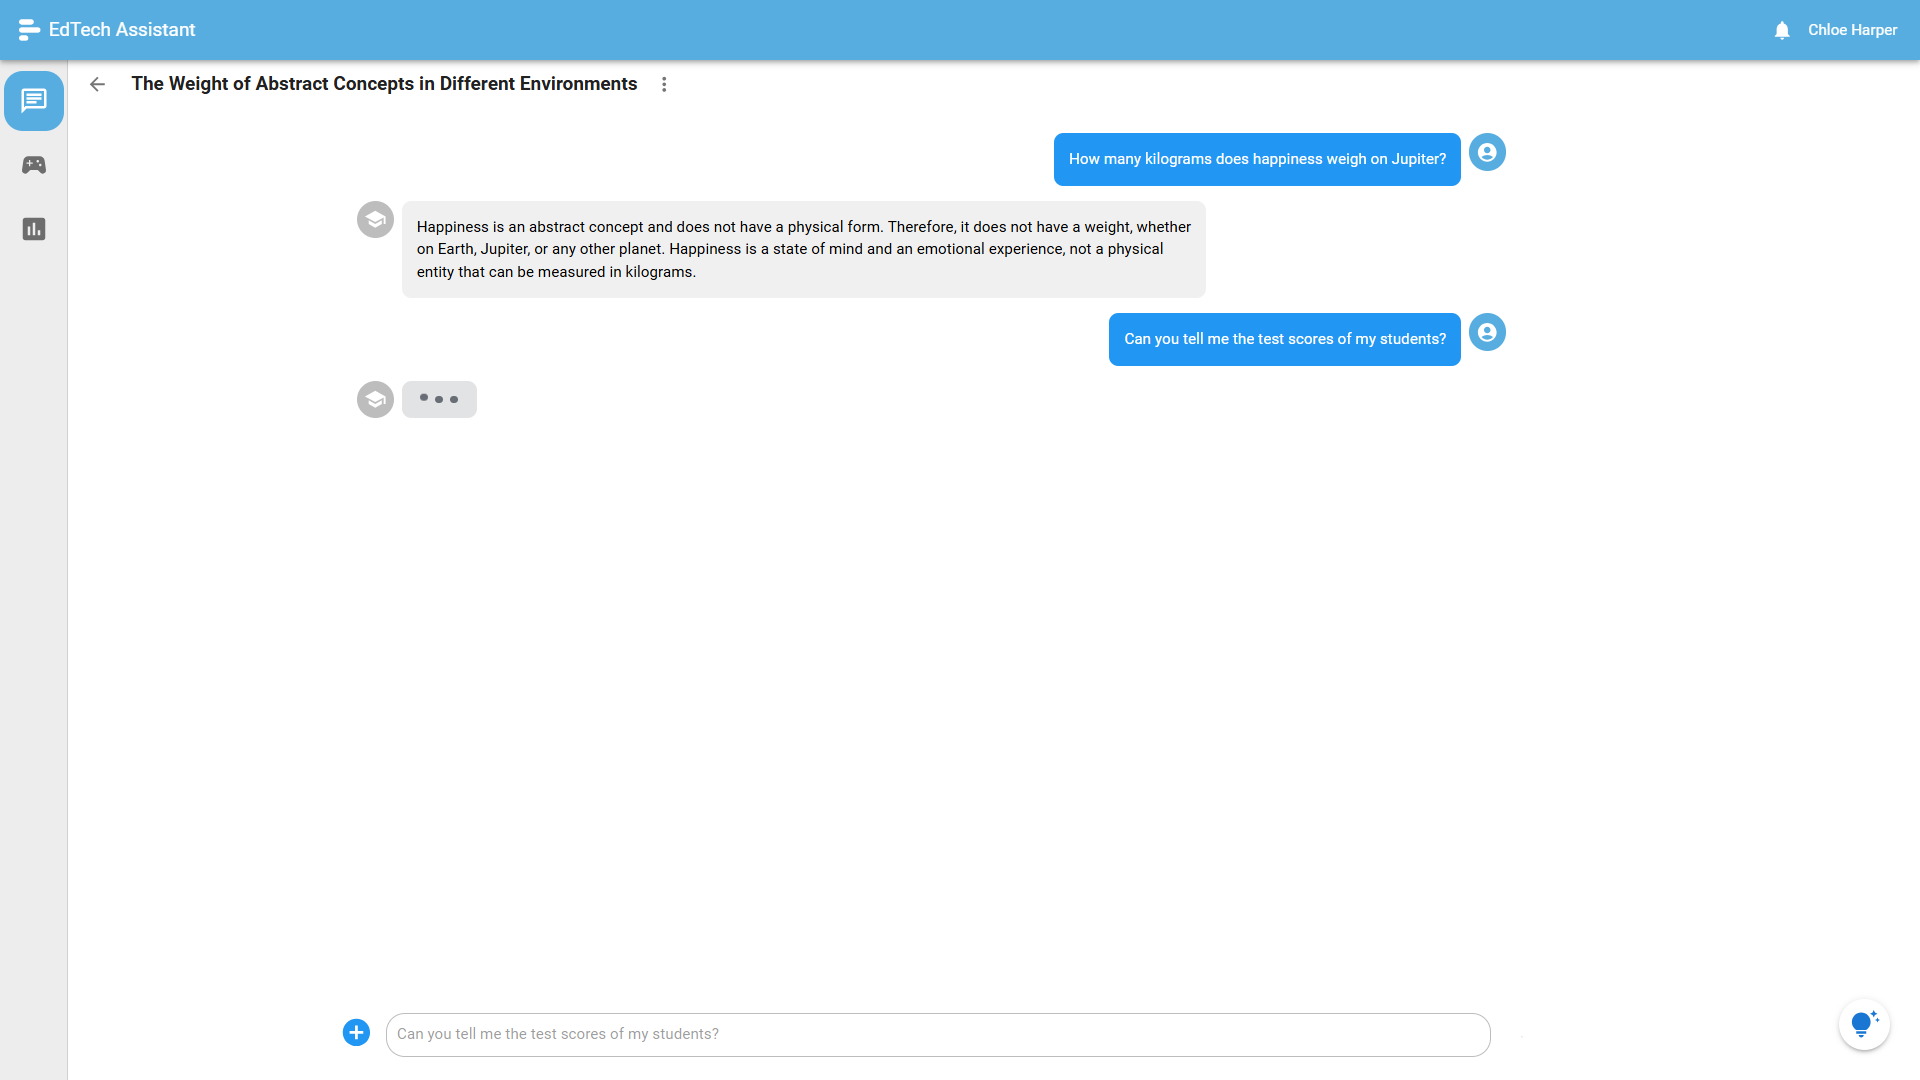 EdTech Assistant
Chloe Harper
The Weight of Abstract Concepts in Different Environments
How many kilograms does happiness weigh on Jupiter?
Happiness is an abstract concept and does not have a physical form. Therefore, it does not have a weight, whether
on Earth, Jupiter, or any other planet. Happiness is a state of mind and an emotional experience, not a physical
entity that can be measured in kilograms.
Can you tell me the test scores of my students?
Can you tell me the test scores of my students?